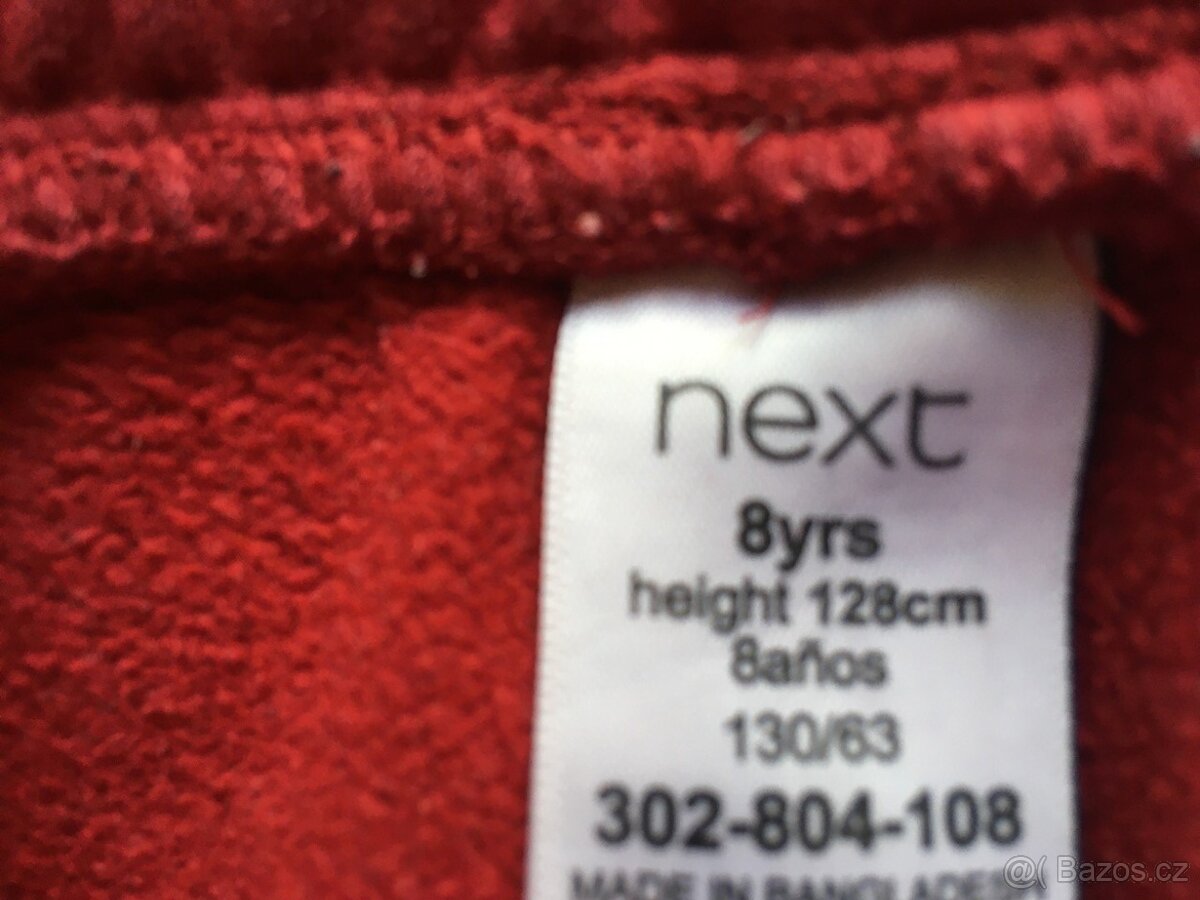 next
8yrs
height 128cm
8años
130/63
302-804-108
MADE IN BANGLADESH
@( Bazos.cz